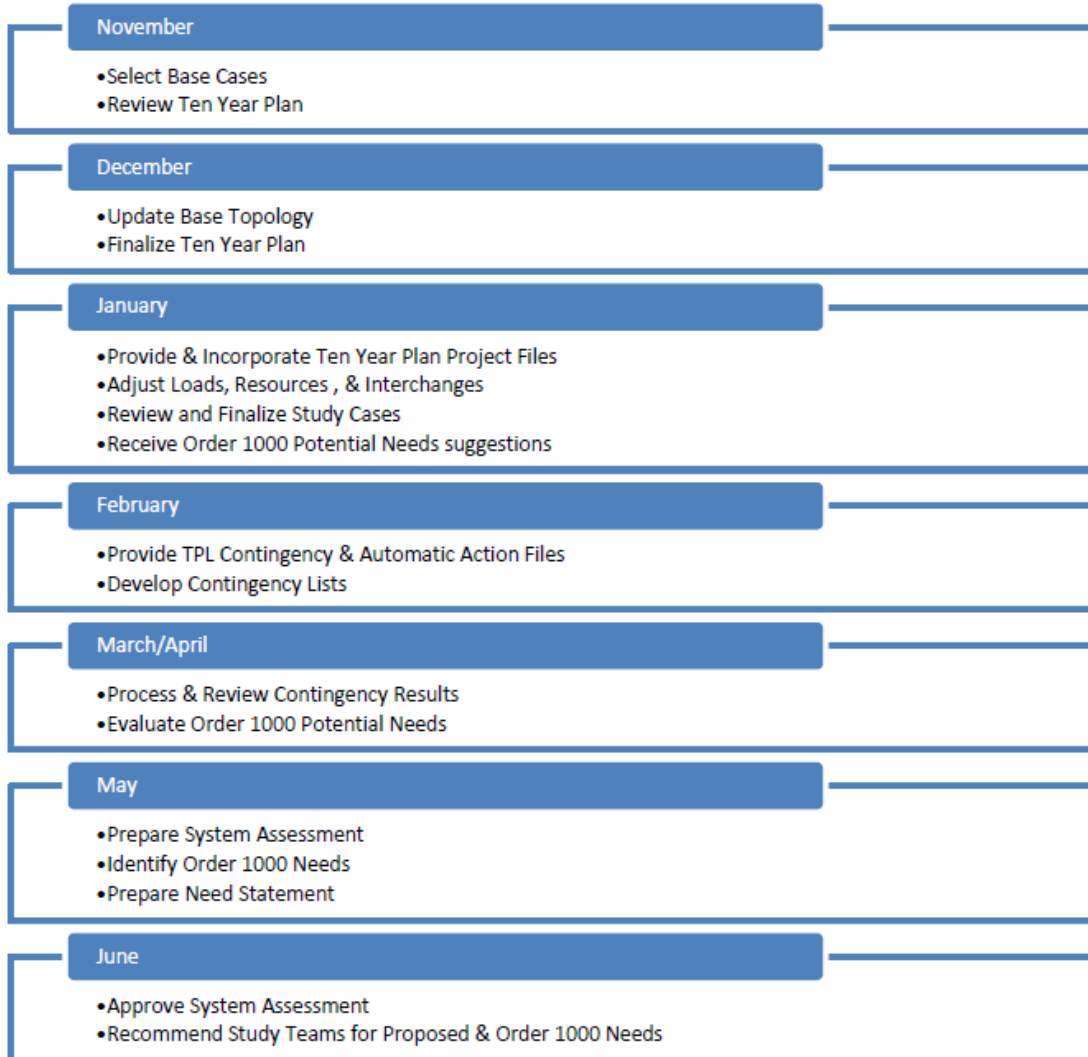 November
•Select Base Cases
•Review Ten Year Plan
December
•Update Base Topology
•Finalize Ten Year Plan
January
•Provide & Incorporate Ten Year Plan Project Files
•Adjust Loads, Resources , & Interchanges
•Review and Finalize Study Cases
•Receive Order 1000 Potential Needs suggestions
February
•Provide TPL Contingency & Automatic Action Files
•Develop Contingency Lists
March/April
•Process & Review Contingency Results
•Evaluate Order 1000 Potential Needs
May
•Prepare System Assessment
•Identify Order 1000 Needs
•Prepare Need Statement
June
•Approve System Assessment
•Recommend Study Teams for Proposed & Order 1000 Needs